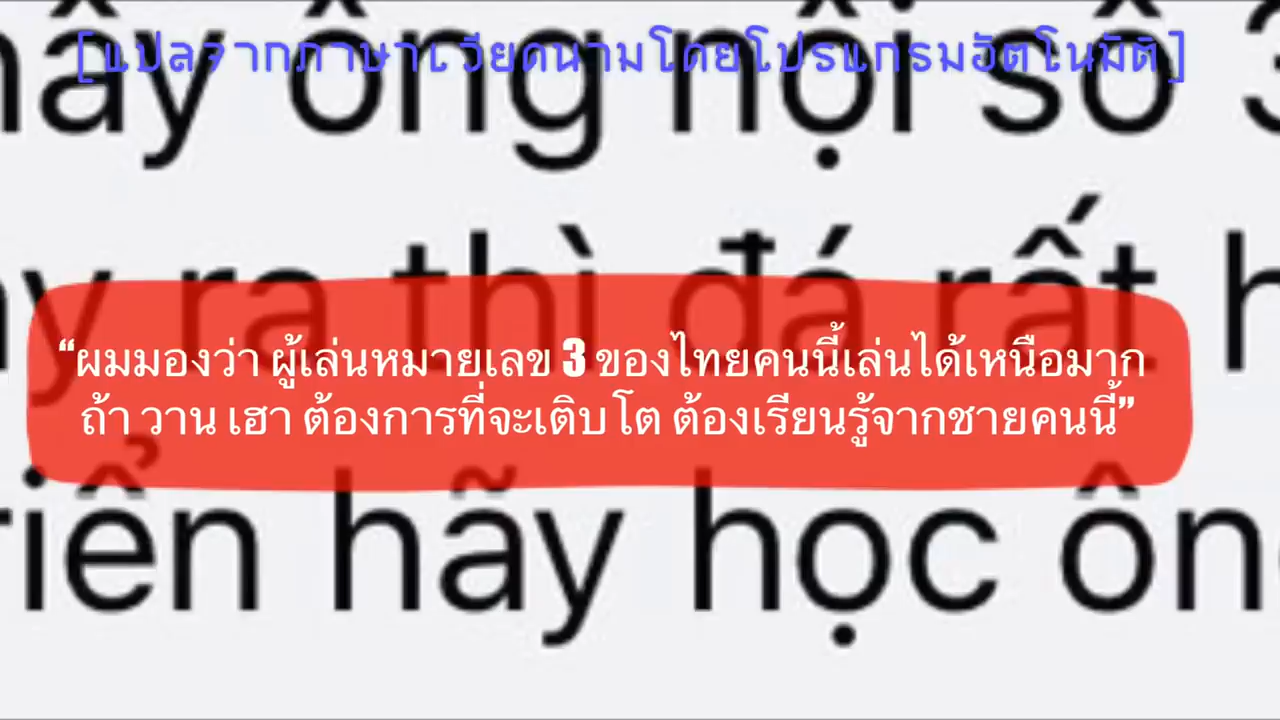 [แปลจากภาษาเวียดนามโดยโปรแกรมอัตโนมัติ]
ông nội số 3
ra thì đá rất
“ผมมองว่า ผู้เล่นหมายเลข 3 ของไทยคนนี้เล่นได้เหนือมาก
ถ้า วาน เฮา ต้องการที่จะเติบโต ต้องเรียนรู้จากชายคนนี้”
hãy học